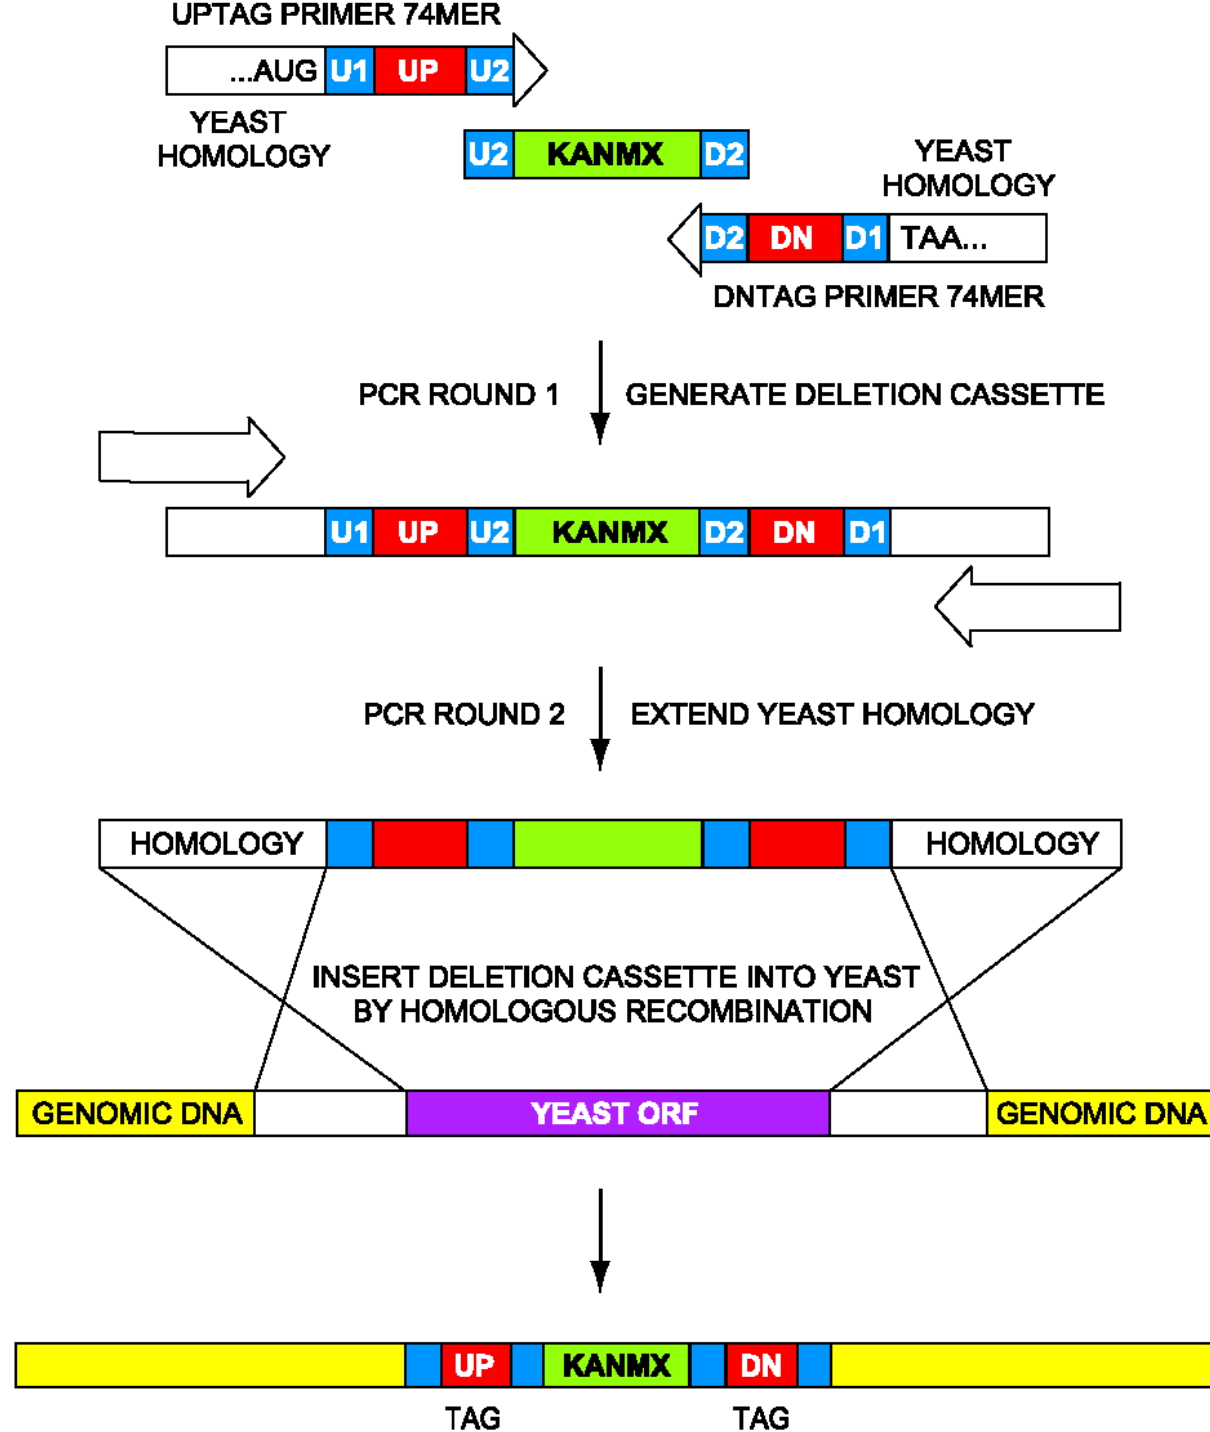 UPTAG PRIMER 74MER
...AUG U1 UP U2
YEAST
HOMOLOGY
U2 KANMX D2
YEAST
HOMOLOGY
D2 DN D1 TAA...
DNTAG PRIMER 74MER
PCR ROUND 1 GENERATE DELETION CASSETTE
U1 UP U2 KANMX D2 DN D1
PCR ROUND 2 EXTEND YEAST HOMOLOGY
HOMOLOGY HOMOLOGY
INSERT DELETION CASSETTE INTO YEAST
BY HOMOLOGOUS RECOMBINATION
GENOMIC DNA YEAST ORF GENOMIC DNA
UP KANMX DN
TAG TAG